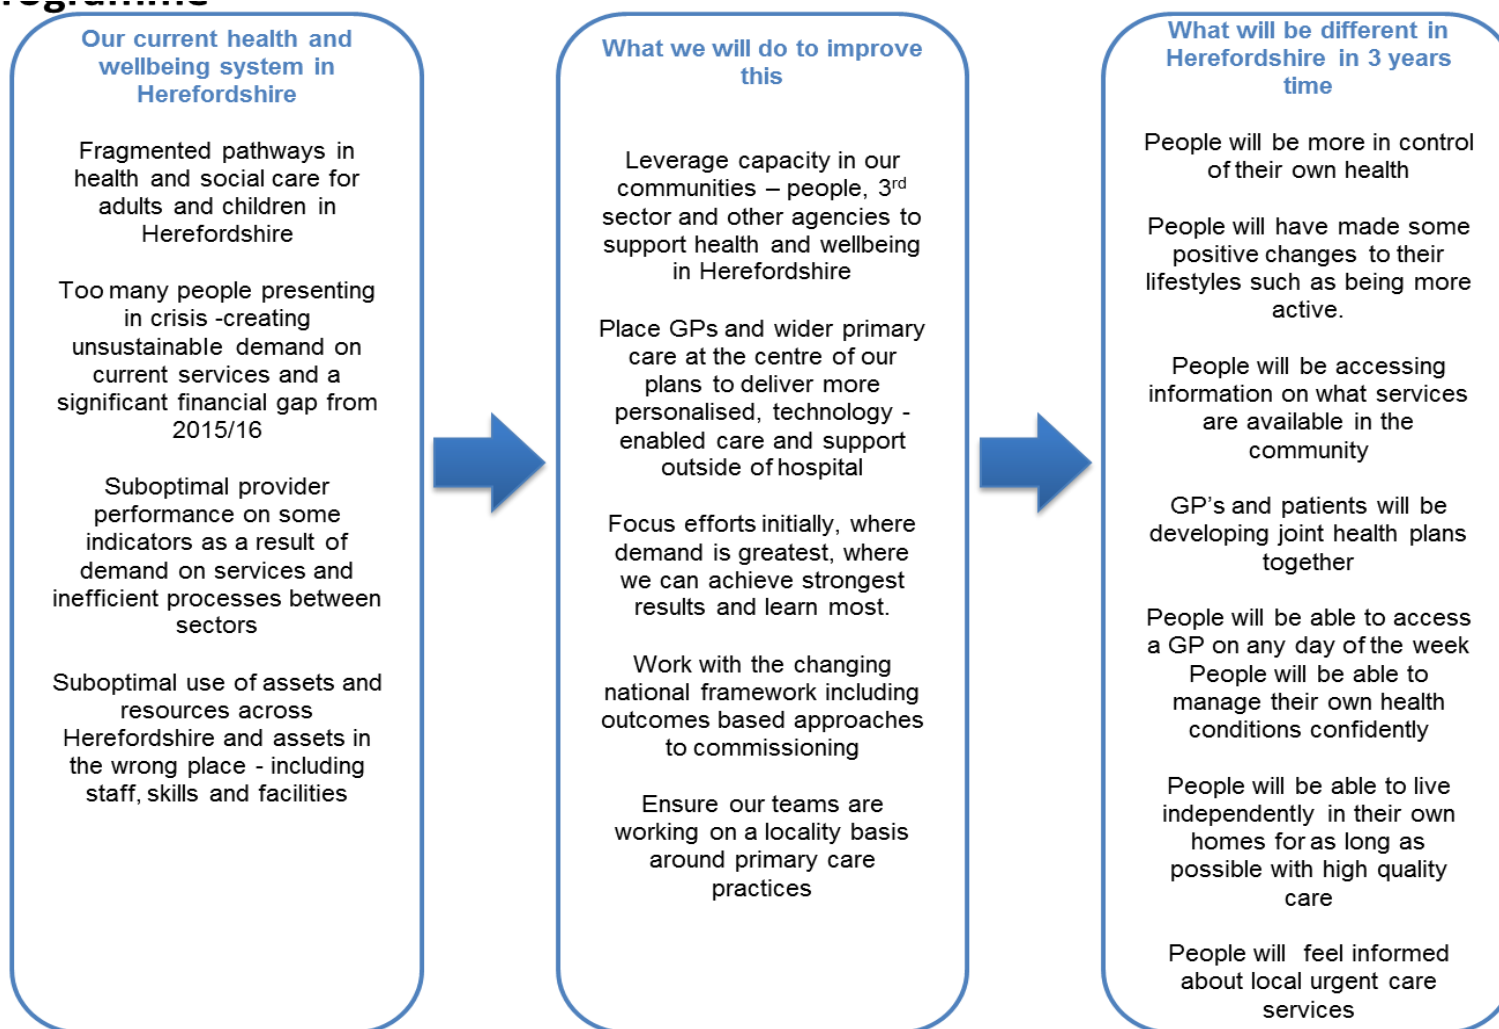 rogramme
Our current health and
wellbeing system in
Herefordshire
Fragmented pathways in
health and social care for
adults and children in
Herefordshire
Too many people presenting
in crisis -creating
unsustainable demand on
current services and a
significant financial gap from
2015/16
Suboptimal provider
performance on some
indicators as a result of
demand on services and
inefficient processes between
sectors
Suboptimal use of assets and
resources across
Herefordshire and assets in
the wrong place - including
staff, skills and facilities
What we will do to improve
this
Leverage capacity in our
communities – people, 3rd
sector and other agencies to
support health and wellbeing
in Herefordshire
Place GPs and wider primary
care at the centre of our
plans to deliver more
personalised, technology -
enabled care and support
outside of hospital
Focus efforts initially, where
demand is greatest, where
we can achieve strongest
results and learn most.
Work with the changing
national framework including
outcomes based approaches
to commissioning
Ensure our teams are
working on a locality basis
around primary care
practices
What will be different in
Herefordshire in 3 years
time
People will be more in control
of their own health
People will have made some
positive changes to their
lifestyles such as being more
active.
People will be accessing
information on what services
are available in the
community
GP’s and patients will be
developing joint health plans
together
People will be able to access
a GP on any day of the week
People will be able to
manage their own health
conditions confidently
People will be able to live
independently in their own
homes for as long as
possible with high quality
care
People will feel informed
about local urgent care
services